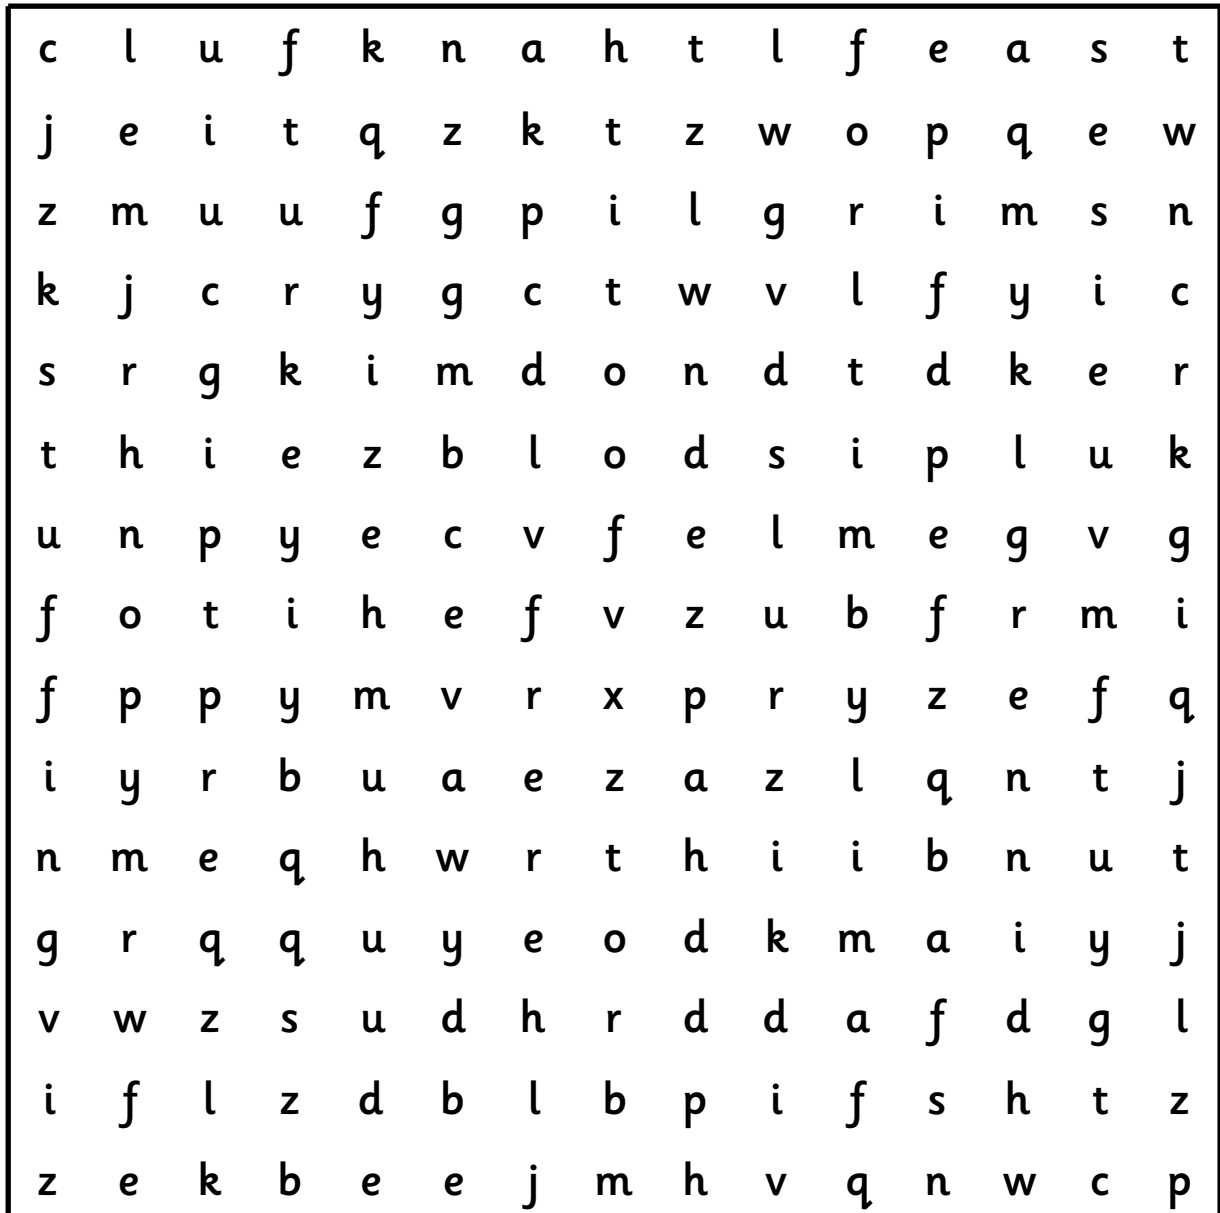 c l u f k n a h t l f e a s t
j e i t q z k t z w o p q e w
z m u u f g p i l g r i m s n
k j c r y g c t w v l f y i c
s r g k i m d o n d t d k e r
t h i e z b l o d s i p l u k
u n p y e c v f e l m e g v g
f o t i h e f v z u b f r m i
f p p y m v r x p r y z e f q
i y r b u a e z a z l q n t j
n m e q h w r t h i i b n u t
g r q q u y e o d k m a i y j
v w z s u d h r d d a f d g l
i f l z d b l b p i f s h t z
z e k b e e j m h v q n w c p